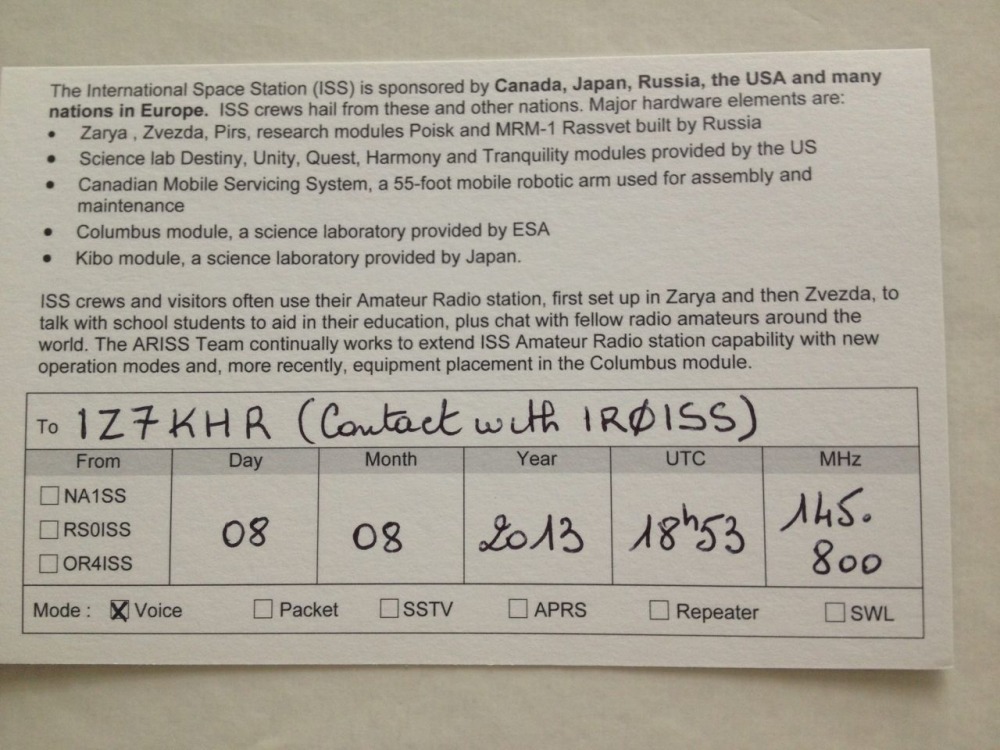 The International Space Station (ISS) is sponsored by Canada, Japan, Russia, the USA and many
nations in Europe. ISS crews hail from these and other nations. Major hardware elements are:
• Zarya , Zvezda, Pirs, research modules Poisk and MRM-1 Rassvet built by Russia
• Science lab Destiny, Unity, Quest, Harmony and Tranquility modules provided by the US
• Canadian Mobile Servicing System, a 55-foot mobile robotic arm used for assembly and
maintenance
• Columbus module, a science laboratory provided by ESA
• Kibo module, a science laboratory provided by Japan.
ISS crews and visitors often use their Amateur Radio station, first set up in Zarya and then Zvezda, to
talk with school students to aid in their education, plus chat with fellow radio amateurs around the
world. The ARISS Team continually works to extend ISS Amateur Radio station capability with new
operation modes and, more recently, equipment placement in the Columbus module.
To IZ7KHR (Contact with IRØISS)
From Day Month Year UTC MHz
NA1SS
RS0ISS
OR4ISS
08 08 2013 18h53 145.
800
Mode : X Voice Packet SSTV APRS Repeater SWL